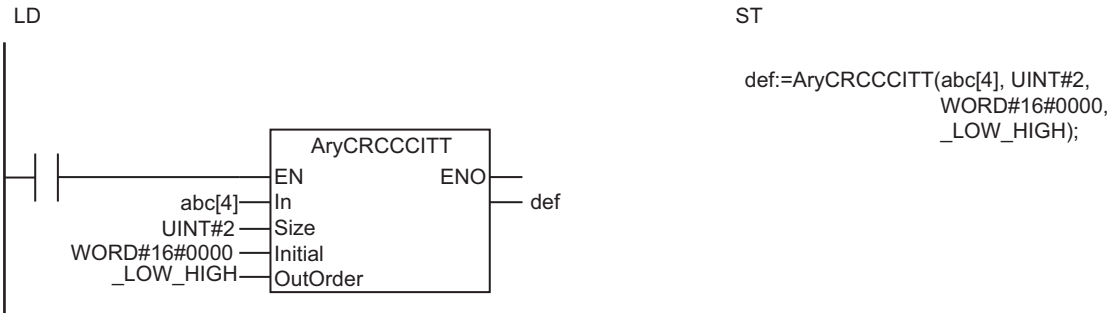 LD
AryCRCCCITT
EN ENO
abc[4] In def
UINT#2 Size
WORD#16#0000 Initial
_LOW_HIGH OutOrder
ST
def:=AryCRCCCITT(abc[4], UINT#2,
WORD#16#0000,
_LOW_HIGH);